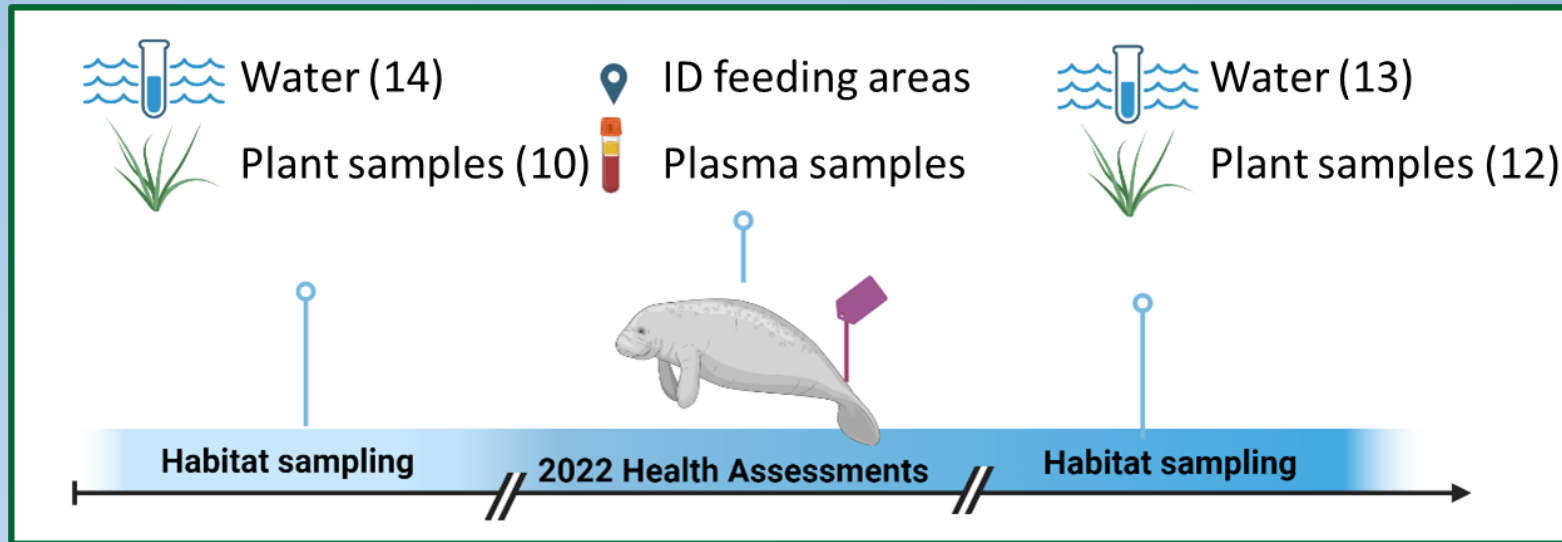 Water (14)
Plant samples (10)
ID feeding areas
Plasma samples
Water (13)
Plant samples (12)
Habitat sampling
2022 Health Assessments
Habitat sampling